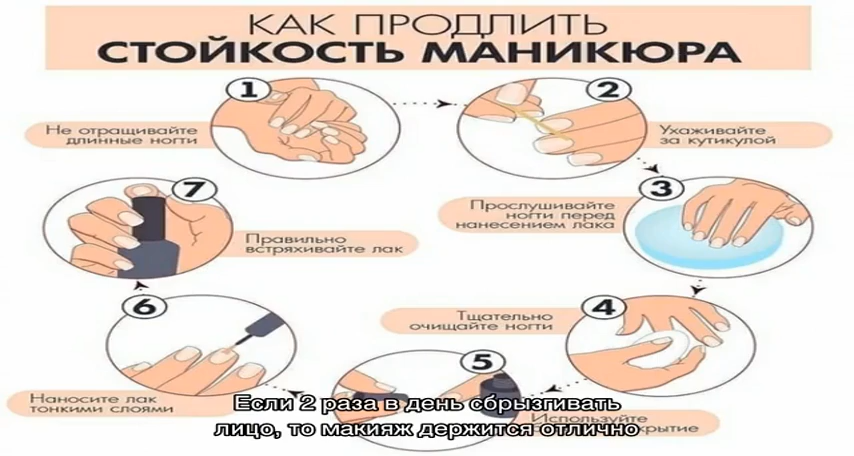 КАК ПРОДЛИТЬ
СТОЙКОСТЬ МАНИКЮРА
1
Не отращивайте
длинные ногти
2
Ухаживайте
за кутикулой
3
Прослушивайте
ногти перед
нанесением лака
4
Тщательно
очищайте ногти
5
Используйте
6
Наносите лак
тонкими слоями
7
Правильно
встряхивайте лак
Если 2 раза в день сбрызгивать
лицо, то макияж держится отлично